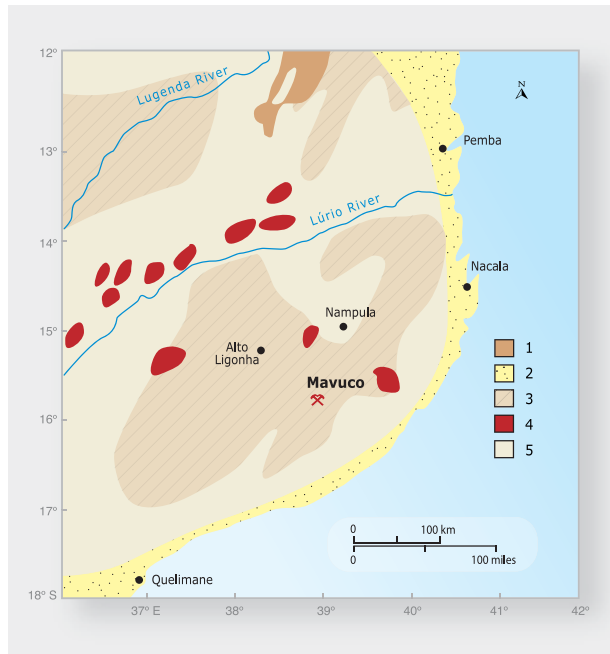 12°
13°
14°
15°
16°
17°
18° S
Lugenda River
N
Pemba
Lúrio River
Nacala
Nampula
Alto
Ligonha
Mavuco
1
2
3
4
5
0 100 km
0 100 miles
Quelimane
37° E 38° 39° 40° 41° 42°